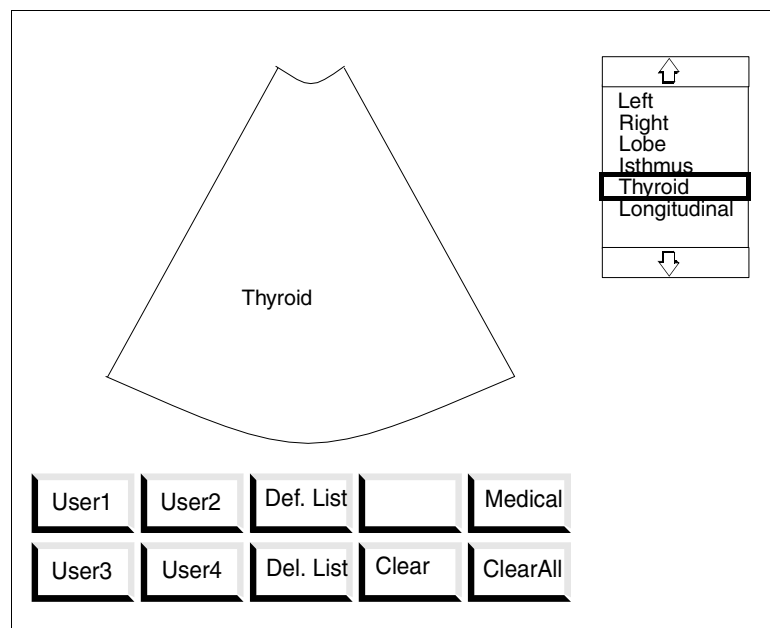 Left
Right
Lobe
Isthmus
Thyroid
Longitudinal
Thyroid
User1 User2 Def. List Medical
User3 User4 Del. List Clear ClearAll